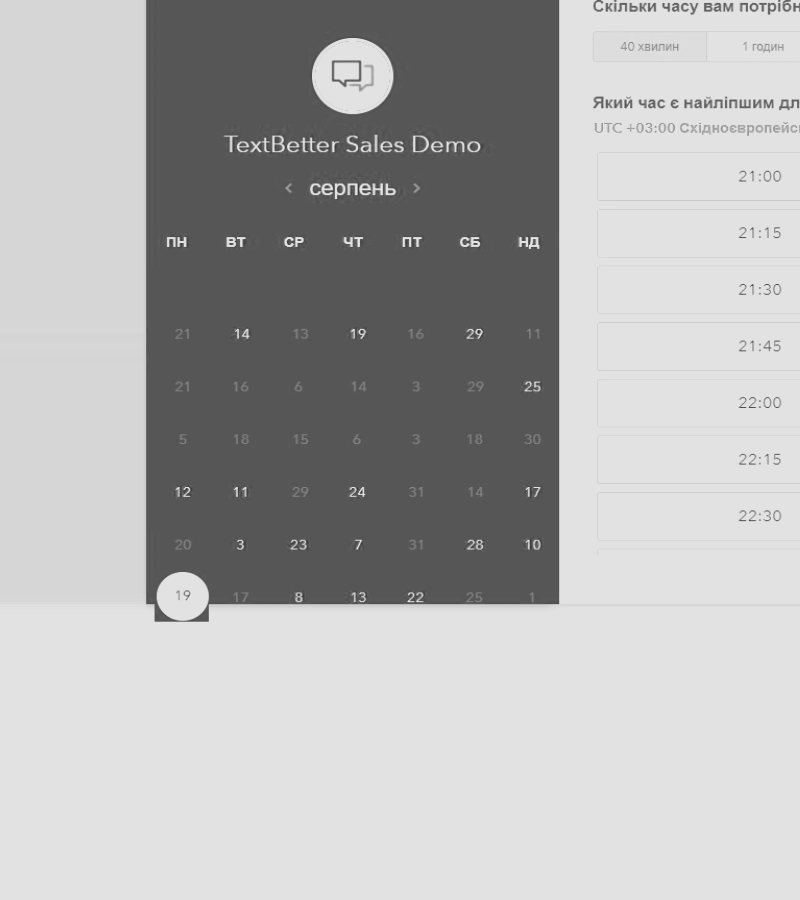 TextBetter Sales Demo
серпень
ПН ВТ СР ЧТ ПТ СБ НД
21 14 13 19 16 29 11
21 16 6 14 3 29 25
5 18 15 6 3 18 30
12 11 29 24 31 14 17
20 3 23 7 31 28 10
19 17 8 13 22 25 1
Скільки часу вам
40 хвилин 1 годин
Який час є найліпшим
UTC +03:00
21:00
21:15
21:30
21:45
22:00
22:15
22:30